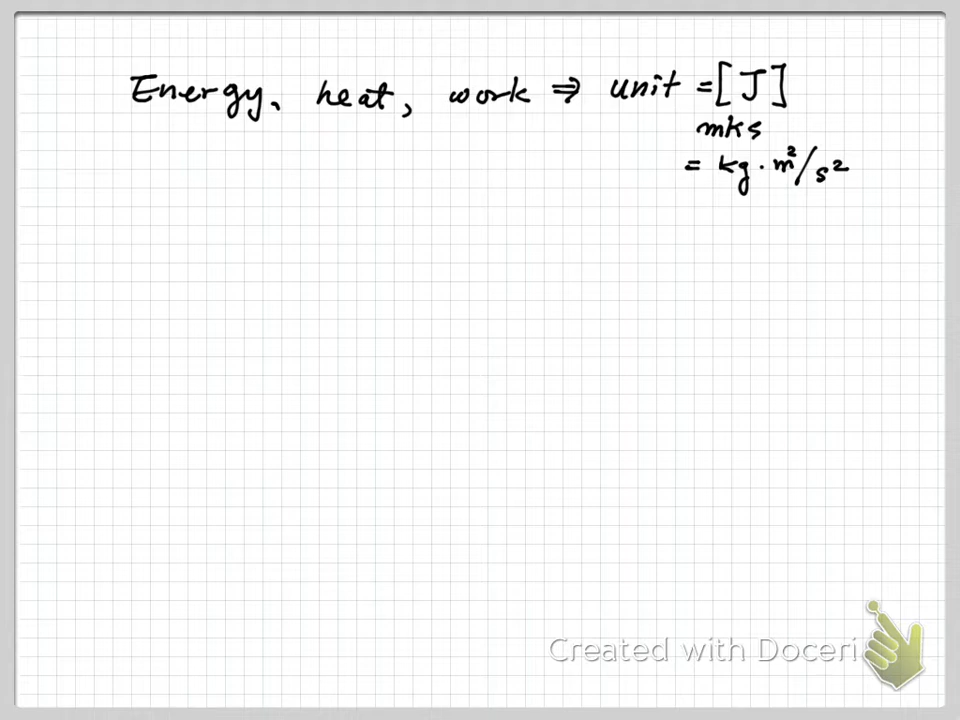 Energy, heat, work ⇒ unit = [J]
mks
= kg · m²/s²
Created with Doceri